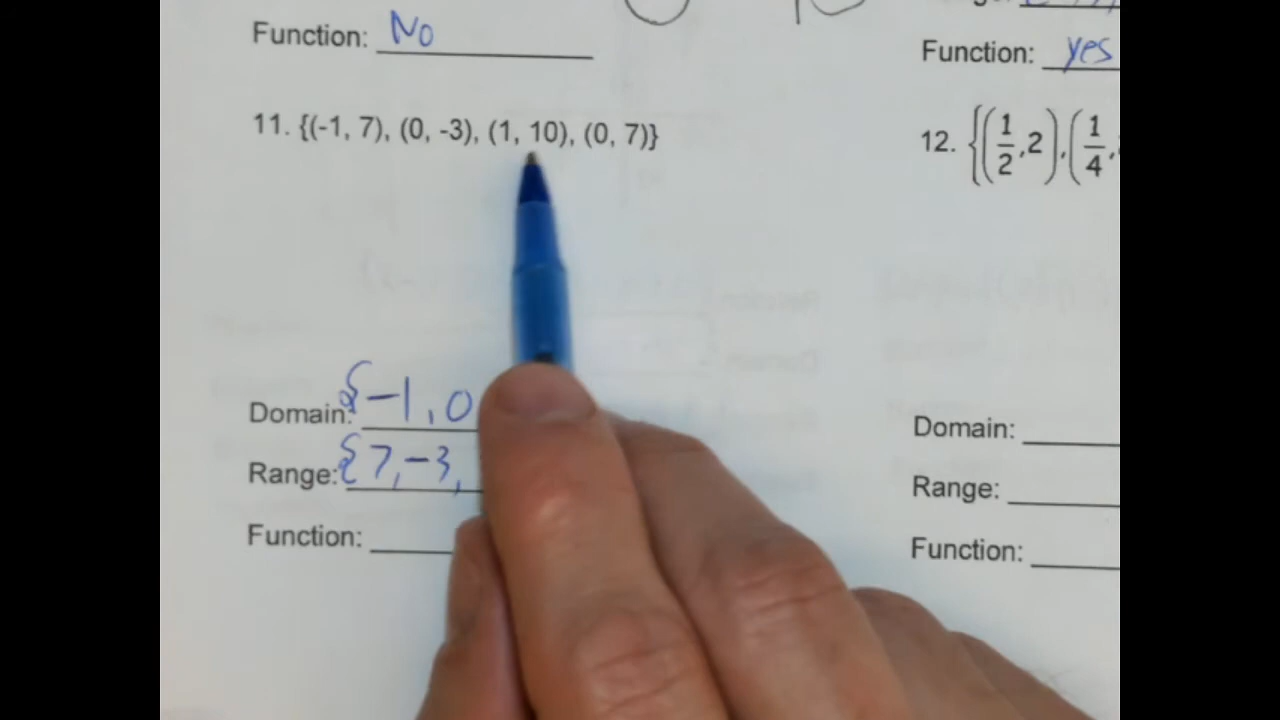 Function: No
11. {(-1, 7), (0, -3), (1, 10), (0, 7)}
Domain: {-1, 0
Range: {7, -3,
Function:
Function: yes
12. {(1/2, 2), (1/4,
Domain:
Range:
Function: